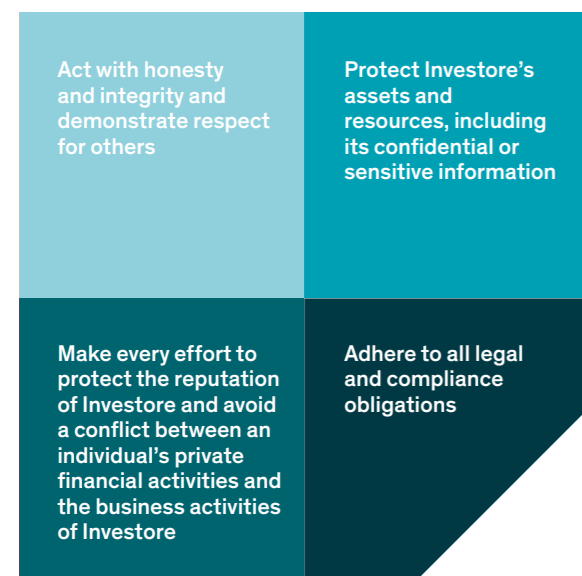 Act with honesty
and integrity and
demonstrate respect
for others
Protect Investore’s
assets and
resources, including
its confidential or
sensitive information
Make every effort to
protect the reputation
of Investore and avoid
a conflict between an
individual’s private
financial activities and
the business activities
of Investore
Adhere to all legal
and compliance
obligations